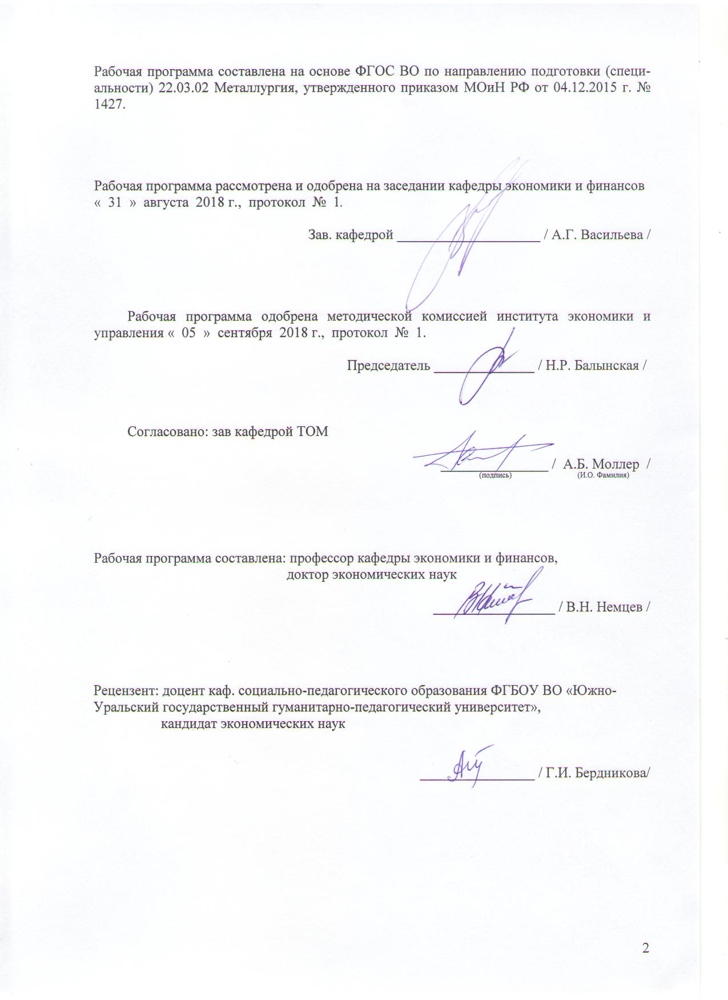 Рабочая программа составлена на основе ФГОС ВО по направлению подготовки (специ-
альности) 22.03.02 Металлургия, утвержденного приказом МОиН РФ от 04.12.2015 г. №
1427.
Рабочая программа рассмотрена и одобрена на заседании кафедры экономики и финансов
« 31 » августа 2018 г., протокол № 1.
Зав. кафедрой ____________________ / А.Г. Васильева /
Рабочая программа одобрена методической комиссией института экономики и
управления « 05 » сентября 2018 г., протокол № 1.
Председатель ______________ / Н.Р. Балынская /
Согласовано: зав кафедрой ТОМ
_______________ / А.Б. Моллер /
(подпись) (И.О. Фамилия)
Рабочая программа составлена: профессор кафедры экономики и финансов,
доктор экономических наук
_________________ / В.Н. Немцев /
Рецензент: доцент каф. социально-педагогического образования ФГБОУ ВО «Южно-
Уральский государственный гуманитарно-педагогический университет»,
кандидат экономических наук
________________ / Г.И. Бердникова/
2